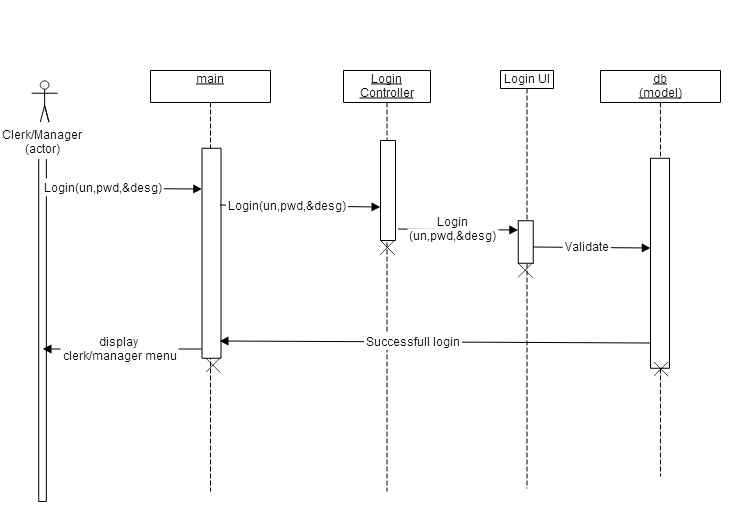 main
Login
Controller
Login UI
db
(model)
Clerk/Manager
(actor)
Login(un,pwd,&desg)
Login(un,pwd,&desg)
Login
(un,pwd,&desg)
Validate
Successfull login
display
clerk/manager menu